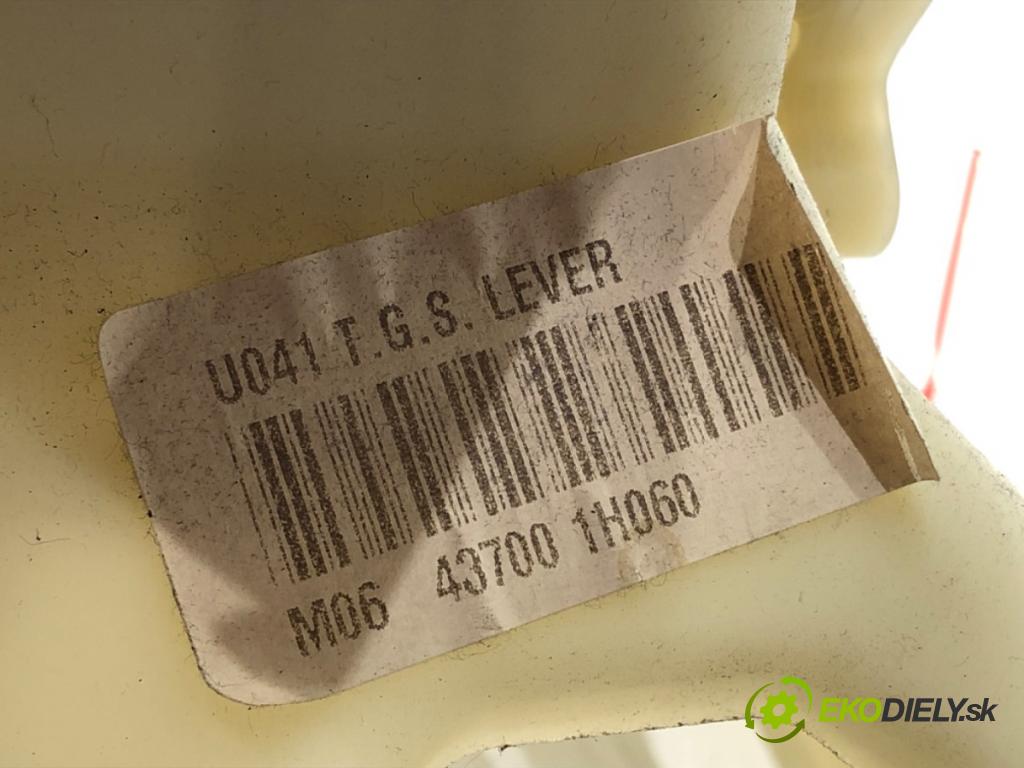 U041 T.G.S. LEVER
M06 43700 1H060
EKODIELY.sk